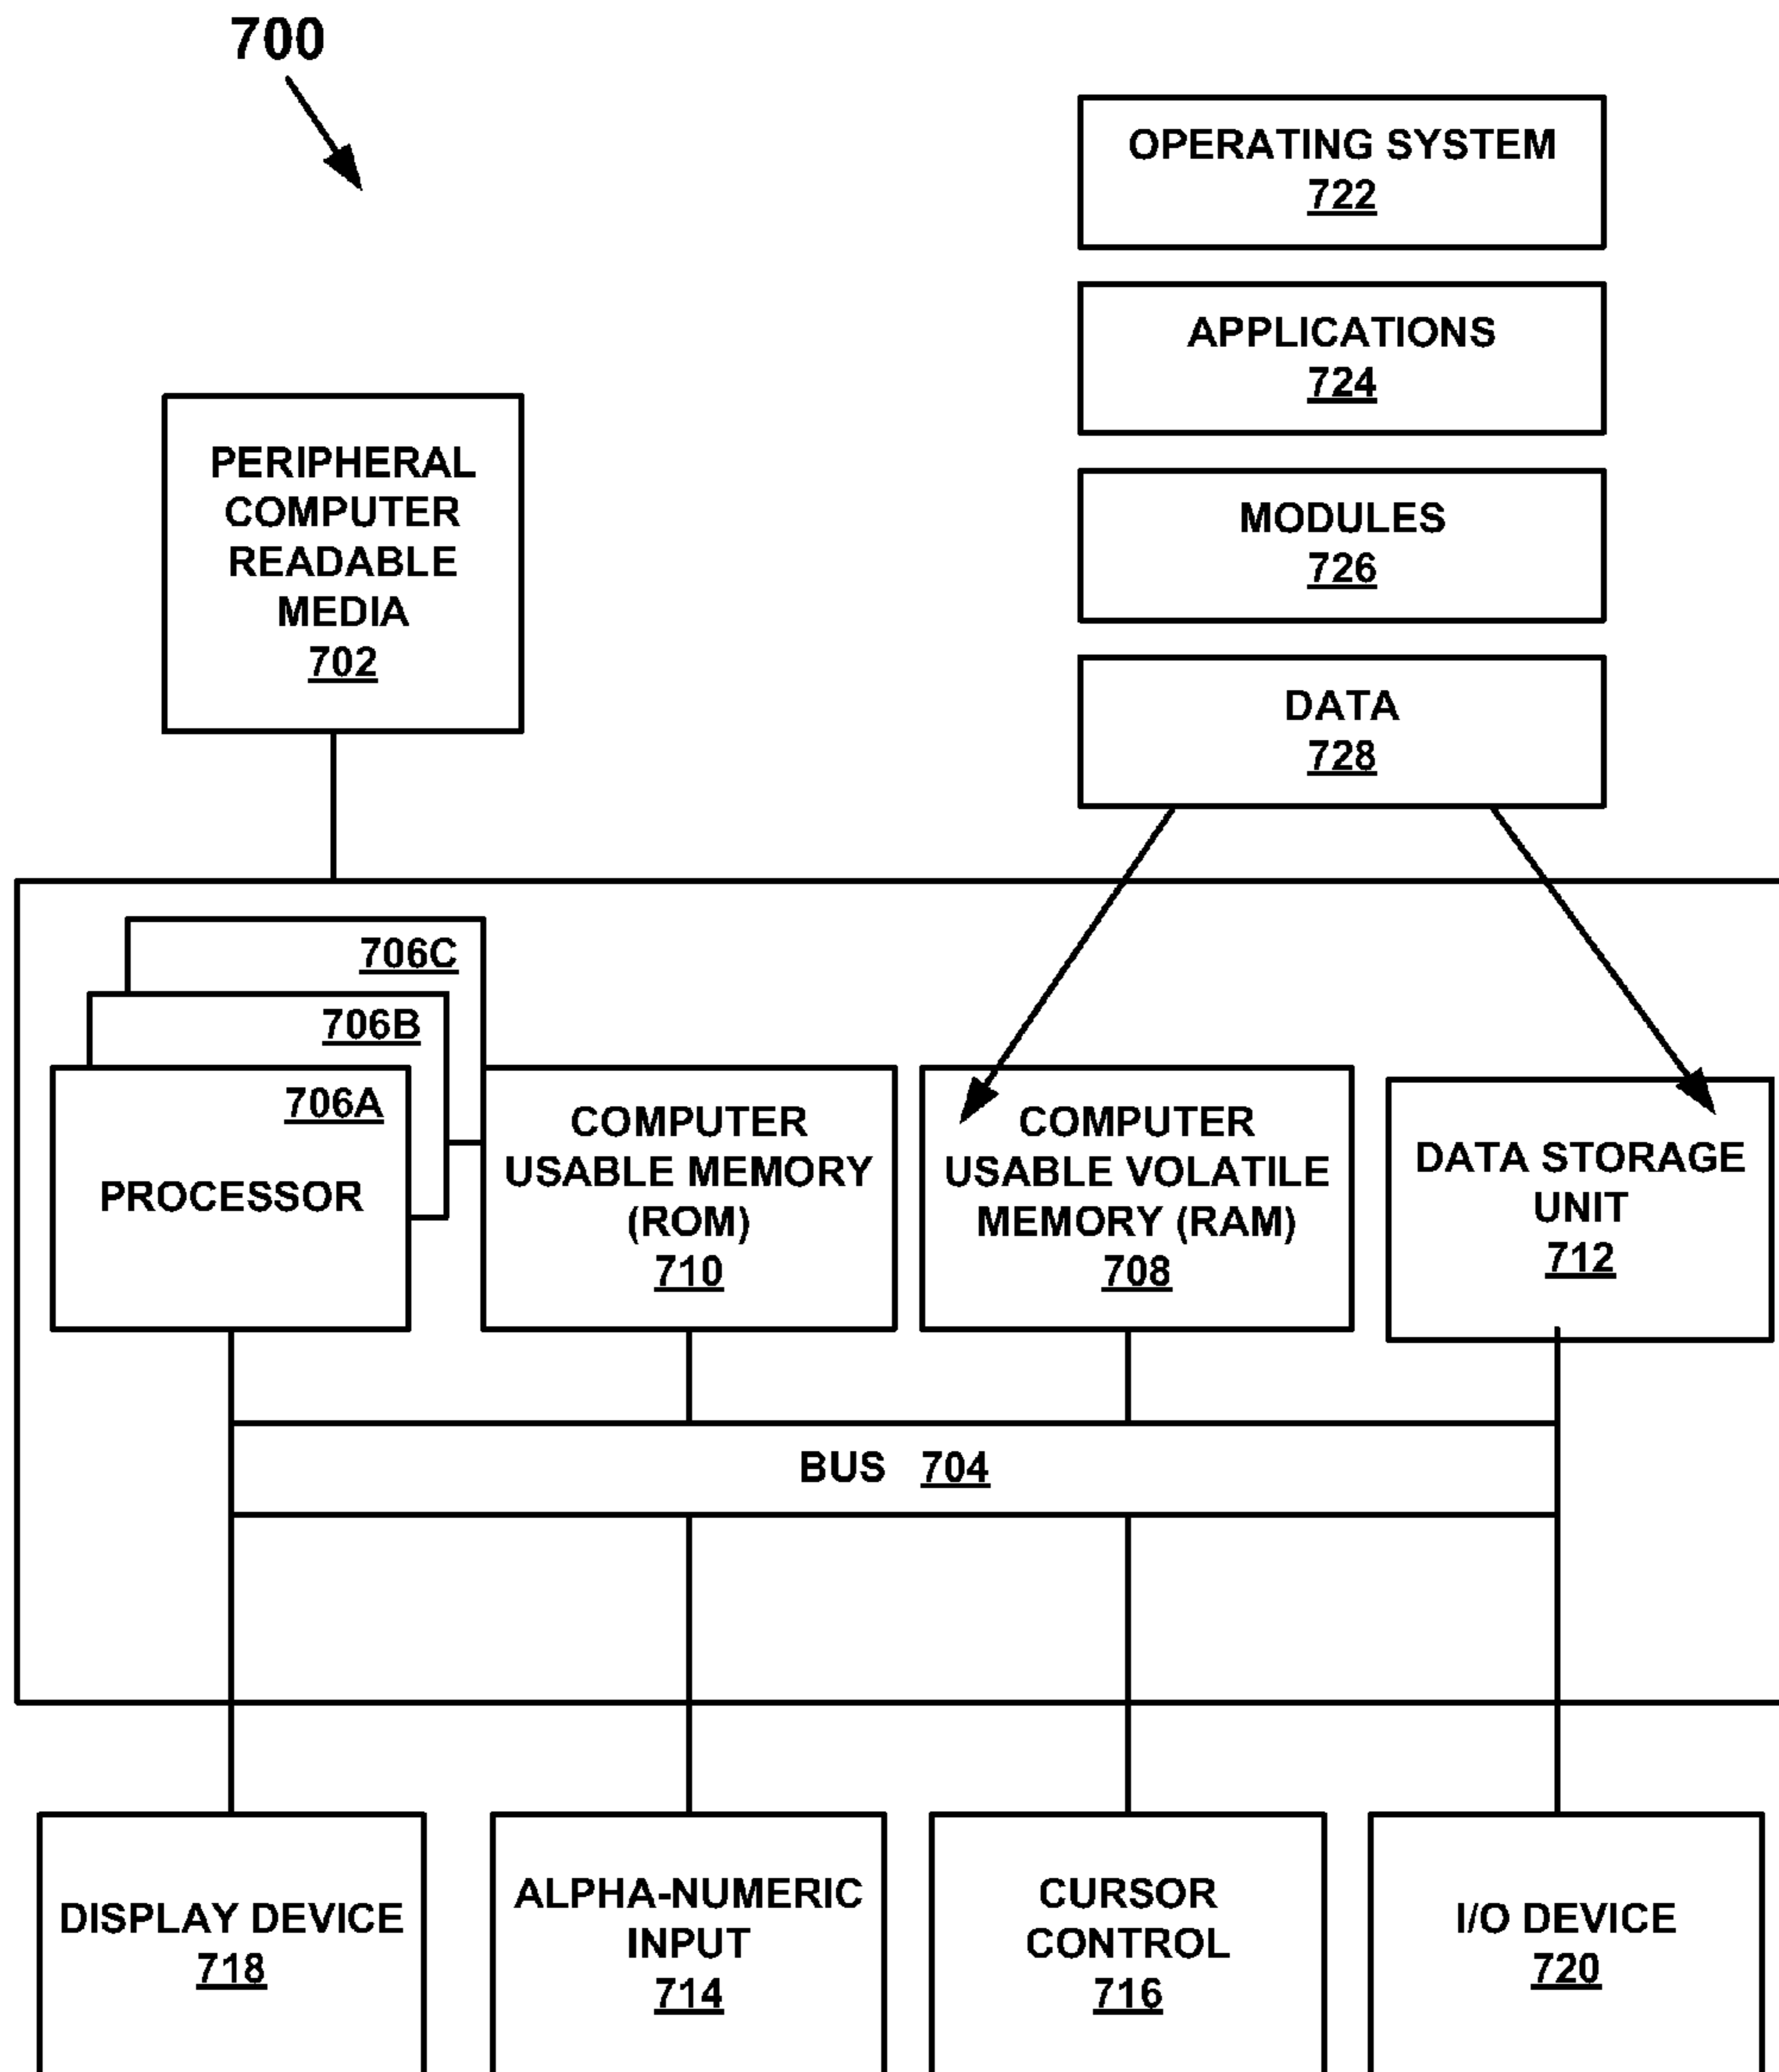 700
OPERATING SYSTEM
722
APPLICATIONS
724
MODULES
726
DATA
728
PERIPHERAL
COMPUTER
READABLE
MEDIA
702
706C
706B
706A
PROCESSOR
COMPUTER
USABLE MEMORY
(ROM)
710
COMPUTER
USABLE VOLATILE
MEMORY (RAM)
708
DATA STORAGE
UNIT
712
BUS 704
DISPLAY DEVICE
718
ALPHA-NUMERIC
INPUT
714
CURSOR
CONTROL
716
I/O DEVICE
720